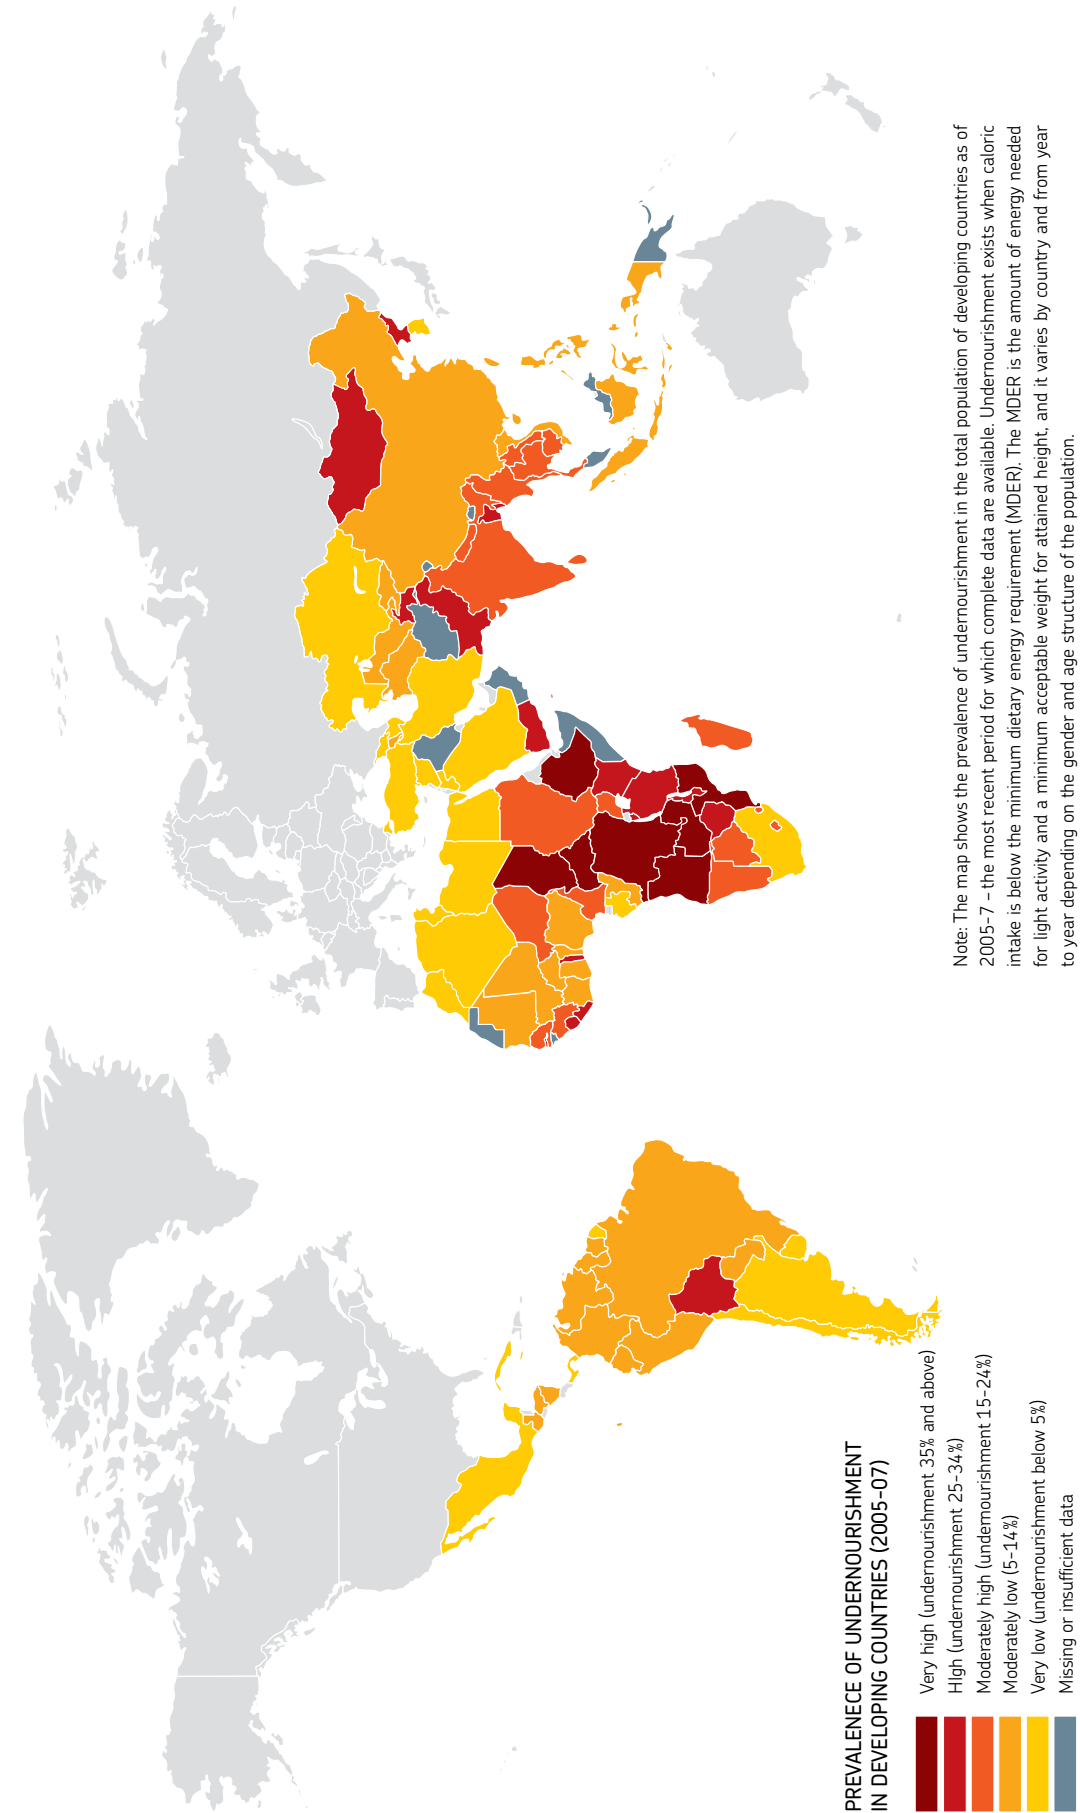 PREVALENECE OF UNDERNOURISHMENT
IN DEVELOPING COUNTRIES (2005-07)
Very high (undernourishment 35% and above)
HIgh (undernourishment 25-34%)
Moderately high (undernourishment 15-24%)
Moderately low (5-14%)
Very low (undernourishment below 5%)
Missing or insufficient data
Note: The map shows the prevalence of undernourishment in the total population of developing countries as of
2005-7 – the most recent period for which complete data are available. Undernourishment exists when caloric
intake is below the minimum dietary energy requirement (MDER). The MDER is the amount of energy needed
for light activity and a minimum acceptable weight for attained height, and it varies by country and from year
to year depending on the gender and age structure of the population.